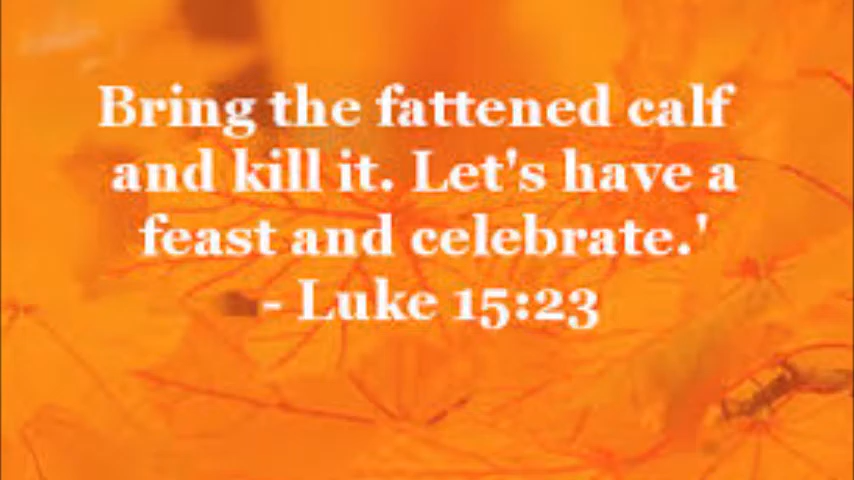 Bring the fattened calf
and kill it. Let's have a
feast and celebrate.'
- Luke 15:23